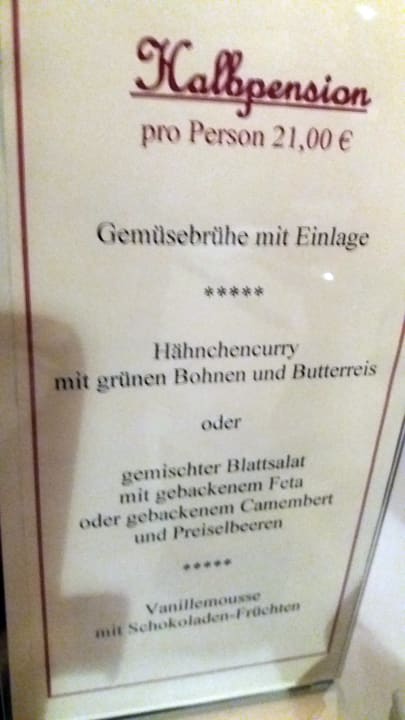 Halbpension
pro Person 21,00 €
Gemüsebrühe mit Einlage
*****
Hähnchencurry
mit grünen Bohnen und Butterreis
oder
gemischter Blattsalat
mit gebackenem Feta
oder gebackenem Camembert
und Preiselbeeren
*****
Vanillemousse
mit Schokoladen-Früchten